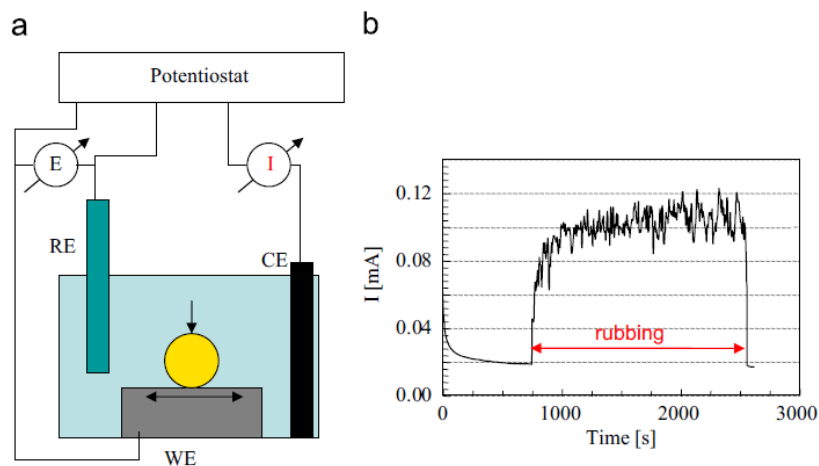 a
Potentiostat
E
I
RE
CE
WE
b
I [mA]
0.12
0.08
0.04
0.00
rubbing
0 1000 2000 3000
Time [s]